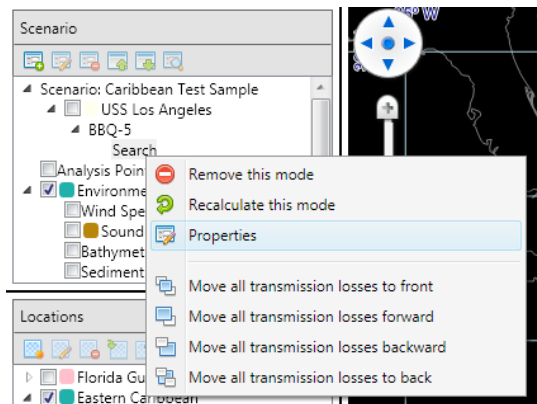 Scenario
Scenario: Caribbean Test Sample
USS Los Angeles
BBQ-5
Search
Analysis Poin
Environme
Wind Spe
Sound
Bathymet
Sediment
Remove this mode
Recalculate this mode
Properties
Move all transmission losses to front
Move all transmission losses forward
Move all transmission losses backward
Move all transmission losses to back
Locations
Florida Gu
Eastern Caribbean
W